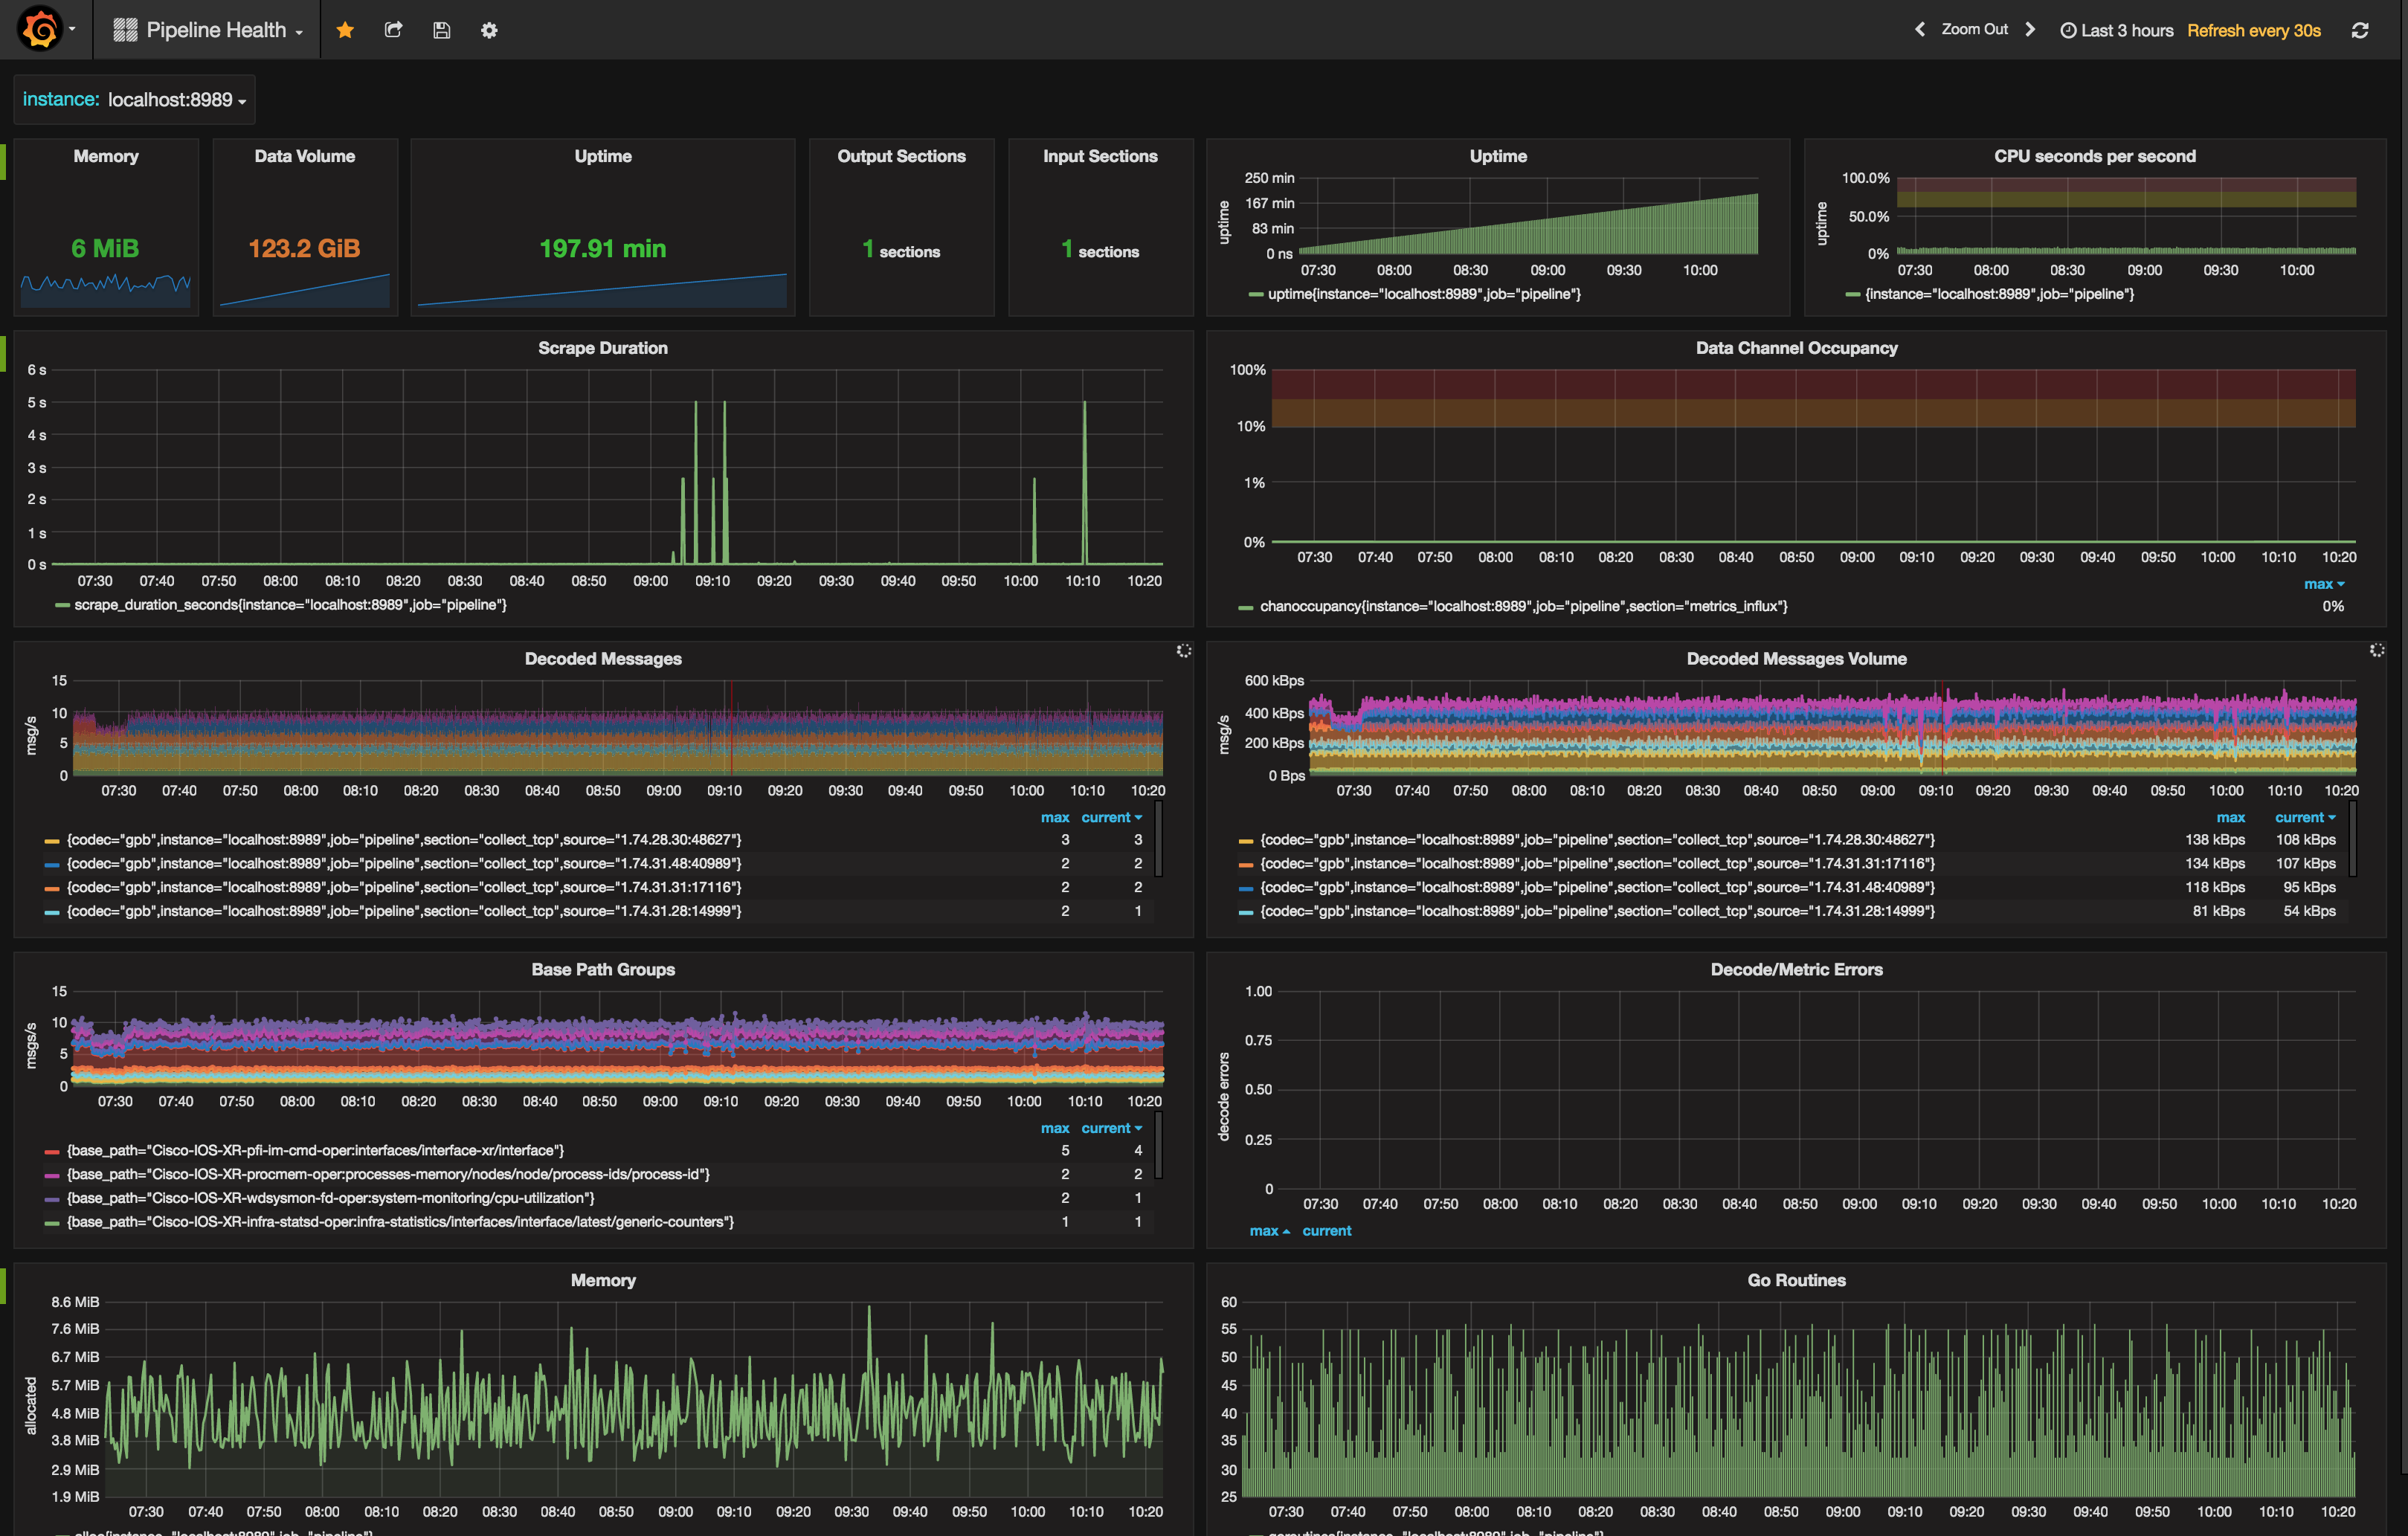 Pipeline Health
Zoom Out Last 3 hours Refresh every 30s
instance: localhost:8989
Memory
6 MiB
Data Volume
123.2 GiB
Uptime
197.91 min
Output Sections
1 sections
Input Sections
1 sections
Uptime
250 min
167 min
83 min
0 ns
uptime
07:30 08:00 08:30 09:00 09:30 10:00
uptime{instance="localhost:8989",job="pipeline"}
CPU seconds per second
100.0%
50.0%
0%
uptime
07:30 08:00 08:30 09:00 09:30 10:00
{instance="localhost:8989",job="pipeline"}
Scrape Duration
6 s
5 s
4 s
3 s
2 s
1 s
0 s
07:30 07:40 07:50 08:00 08:10 08:20 08:30 08:40 08:50 09:00 09:10 09:20 09:30 09:40 09:50 10:00 10:10 10:20
scrape_duration_seconds{instance="localhost:8989",job="pipeline"}
Data Channel Occupancy
100%
10%
1%
0%
07:30 07:40 07:50 08:00 08:10 08:20 08:30 08:40 08:50 09:00 09:10 09:20 09:30 09:40 09:50 10:00 10:10 10:20
max
chanoccupancy{instance="localhost:8989",job="pipeline",section="metrics_influx"} 0%
Decoded Messages
15
10
5
0
msg/s
07:30 07:40 07:50 08:00 08:10 08:20 08:30 08:40 08:50 09:00 09:10 09:20 09:30 09:40 09:50 10:00 10:10 10:20
max current
{codec="gpb",instance="localhost:8989",job="pipeline",section="collect_tcp",source="1.74.28.30:48627"} 3 3
{codec="gpb",instance="localhost:8989",job="pipeline",section="collect_tcp",source="1.74.31.48:40989"} 2 2
{codec="gpb",instance="localhost:8989",job="pipeline",section="collect_tcp",source="1.74.31.31:17116"} 2 2
{codec="gpb",instance="localhost:8989",job="pipeline",section="collect_tcp",source="1.74.31.28:14999"} 2 1
Decoded Messages Volume
600 kBps
400 kBps
200 kBps
0 Bps
msg/s
07:30 07:40 07:50 08:00 08:10 08:20 08:30 08:40 08:50 09:00 09:10 09:20 09:30 09:40 09:50 10:00 10:10 10:20
max current
{codec="gpb",instance="localhost:8989",job="pipeline",section="collect_tcp",source="1.74.28.30:48627"} 138 kBps 108 kBps
{codec="gpb",instance="localhost:8989",job="pipeline",section="collect_tcp",source="1.74.31.31:17116"} 134 kBps 107 kBps
{codec="gpb",instance="localhost:8989",job="pipeline",section="collect_tcp",source="1.74.31.48:40989"} 118 kBps 95 kBps
{codec="gpb",instance="localhost:8989",job="pipeline",section="collect_tcp",source="1.74.31.28:14999"} 81 kBps 54 kBps
Base Path Groups
15
10
5
0
msgs/s
07:30 07:40 07:50 08:00 08:10 08:20 08:30 08:40 08:50 09:00 09:10 09:20 09:30 09:40 09:50 10:00 10:10 10:20
max current
{base_path="Cisco-IOS-XR-pfi-im-cmd-oper:interfaces/interface-xr/interface"} 5 4
{base_path="Cisco-IOS-XR-procmem-oper:processes-memory/nodes/node/process-ids/process-id"} 2 2
{base_path="Cisco-IOS-XR-wdsysmon-fd-oper:system-monitoring/cpu-utilization"} 2 1
{base_path="Cisco-IOS-XR-infra-statsd-oper:infra-statistics/interfaces/interface/latest/generic-counters"} 1 1
Decode/Metric Errors
1.00
0.75
0.50
0.25
0
decode errors
07:30 07:40 07:50 08:00 08:10 08:20 08:30 08:40 08:50 09:00 09:10 09:20 09:30 09:40 09:50 10:00 10:10 10:20
max current
Memory
8.6 MiB
7.6 MiB
6.7 MiB
5.7 MiB
4.8 MiB
3.8 MiB
2.9 MiB
1.9 MiB
allocated
07:30 07:40 07:50 08:00 08:10 08:20 08:30 08:40 08:50 09:00 09:10 09:20 09:30 09:40 09:50 10:00 10:10 10:20
Go Routines
60
55
50
45
40
35
30
25
07:30 07:40 07:50 08:00 08:10 08:20 08:30 08:40 08:50 09:00 09:10 09:20 09:30 09:40 09:50 10:00 10:10 10:20